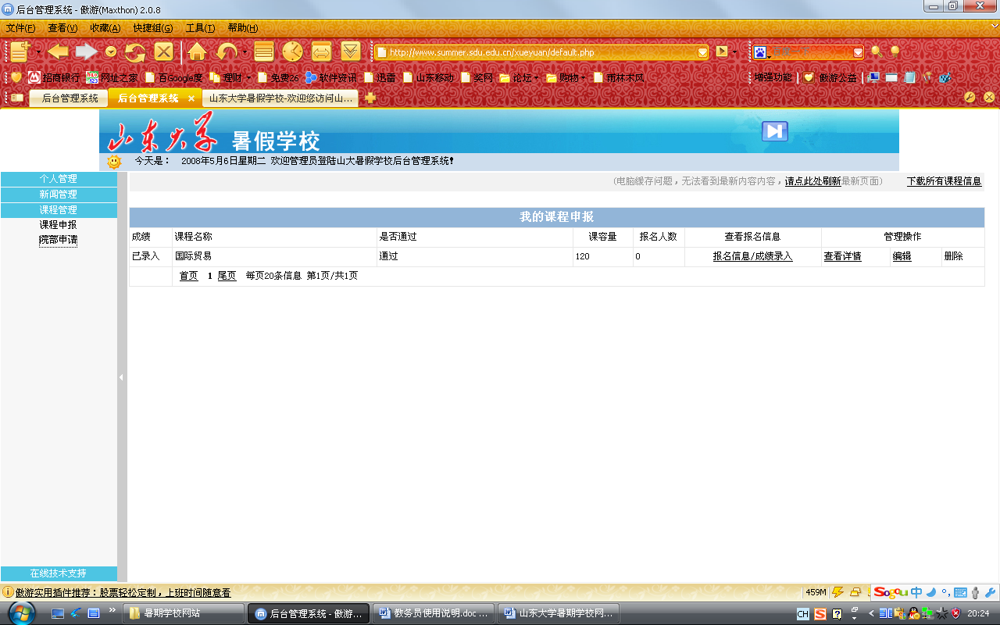 后台管理系统 - 傲游(Maxthon) 2.0.8
文件(F) 查看(V) 收藏(A) 快捷组(G) 工具(T) 帮助(H)
http://www.summer.sdu.edu.cn/xueyuan/default.php
招商银行 网址之家 百Google度 理财 免费26 软件资讯 迅雷 山东移动 奖网 论坛 购物 雨林木风 增强功能 傲游公益
后台管理系统 后台管理系统 山东大学暑假学校-欢迎您访问山...
山东大学 暑假学校
今天是： 2008年5月6日星期二 欢迎管理员登陆山大暑假学校后台管理系统!
个人管理
新闻管理
课程管理
课程申报
院部申请
在线技术支持
(电脑缓存问题，无法看到最新内容内容，请点此处刷新最新页面) 下载所有课程信息
我的课程申报
成绩 课程名称 是否通过 课容量 报名人数 查看报名信息 管理操作
已录入 国际贸易 通过 120 0 报名信息/成绩录入 查看详情 编辑 删除
首页 1 尾页 每页20条信息 第1页/共1页
傲游实用插件推荐：股票轻松定制，上班时间随意看 459M Sogou 中
暑期学校网站 后台管理系统 - 傲游... 教务员使用说明.doc ... 山东大学暑期学校网... CH 20:24